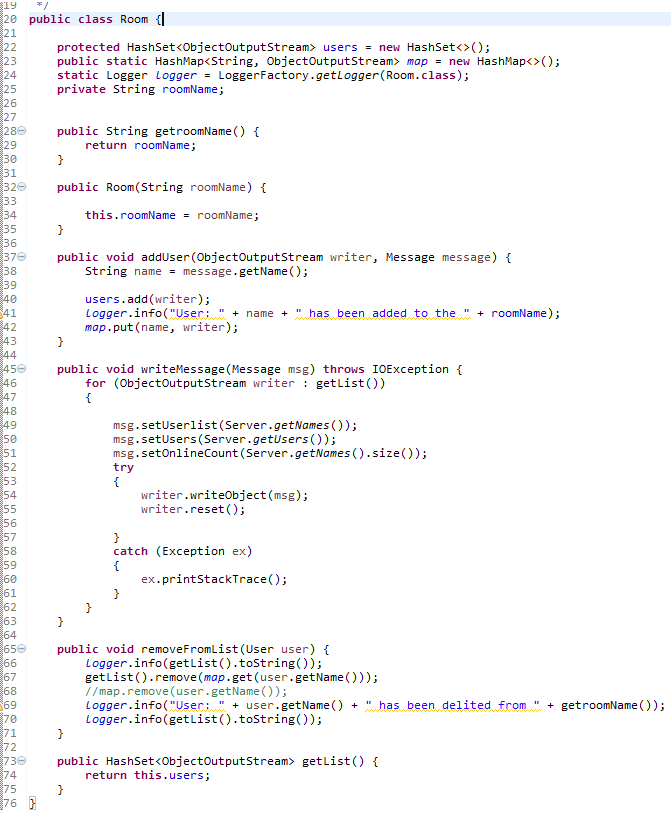 19 */
20 public class Room {
21
22 protected HashSet<ObjectOutputStream> users = new HashSet<>();
23 public static HashMap<String, ObjectOutputStream> map = new HashMap<>();
24 static Logger logger = LoggerFactory.getLogger(Room.class);
25 private String roomName;
26
27
28 public String getroomName() {
29 return roomName;
30 }
31
32 public Room(String roomName) {
33
34 this.roomName = roomName;
35 }
36
37 public void addUser(ObjectOutputStream writer, Message message) {
38 String name = message.getName();
39
40 users.add(writer);
41 logger.info("User: " + name + " has been added to the " + roomName);
42 map.put(name, writer);
43 }
44
45 public void writeMessage(Message msg) throws IOException {
46 for (ObjectOutputStream writer : getList())
47 {
48
49 msg.setUserlist(Server.getNames());
50 msg.setUsers(Server.getUsers());
51 msg.setOnlineCount(Server.getNames().size());
52 try
53 {
54 writer.writeObject(msg);
55 writer.reset();
56
57 }
58 catch (Exception ex)
59 {
60 ex.printStackTrace();
61 }
62 }
63 }
64
65 public void removeFromList(User user) {
66 logger.info(getList().toString());
67 getList().remove(map.get(user.getName()));
68 //map.remove(user.getName());
69 logger.info("User: " + user.getName() + " has been delited from " + getroomName());
70 logger.info(getList().toString());
71 }
72
73 public HashSet<ObjectOutputStream> getList() {
74 return this.users;
75 }
76 }